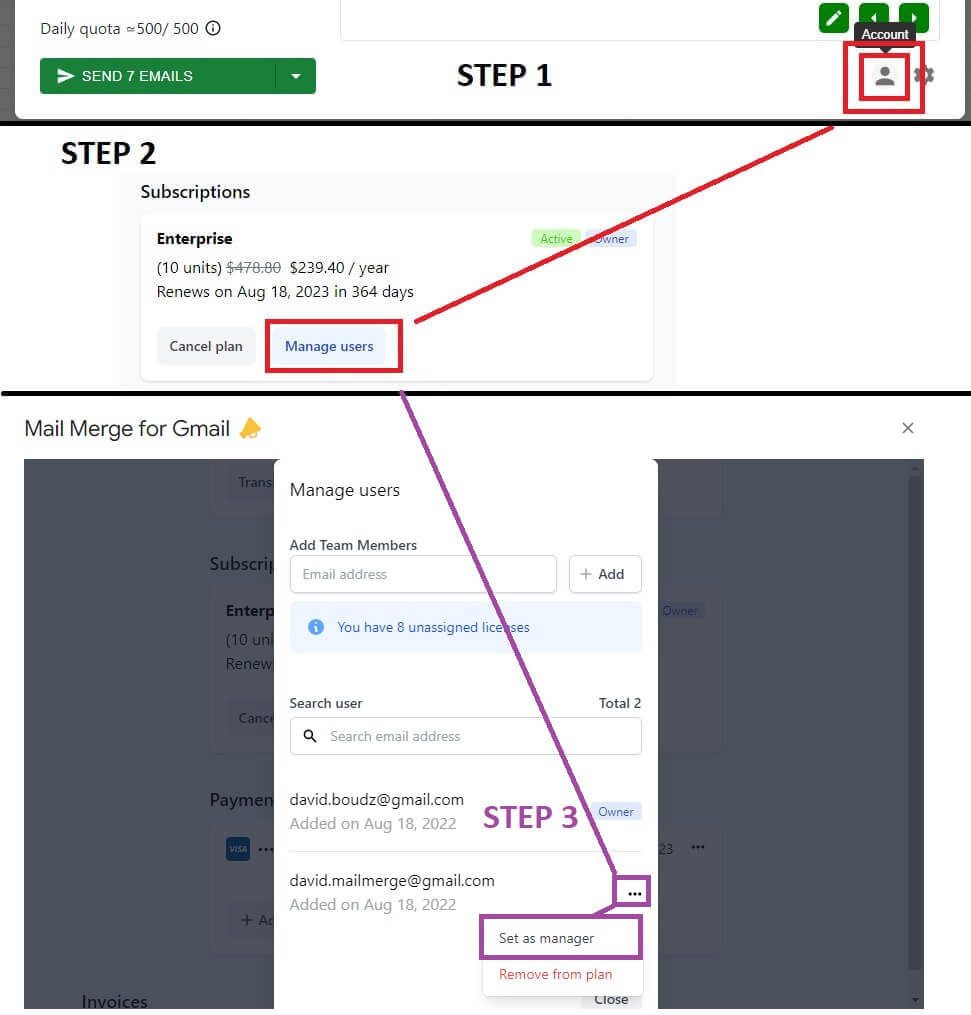 Daily quota ≃500/ 500
Account
SEND 7 EMAILS
STEP 1
STEP 2
Subscriptions
Enterprise
Active
Owner
(10 units) $478.80 $239.40 / year
Renews on Aug 18, 2023 in 364 days
Cancel plan
Manage users
Mail Merge for Gmail
Manage users
Add Team Members
Email address
+ Add
You have 8 unassigned licenses
Search user
Total 2
Search email address
david.boudz@gmail.com
Added on Aug 18, 2022
STEP 3
Owner
david.mailmerge@gmail.com
Added on Aug 18, 2022
...
Set as manager
Remove from plan
Close
Trans
Subscrip
Enterp
Owner
(10 uni
Renew
Cance
Paymen
VISA
23
+ Ad
Invoices